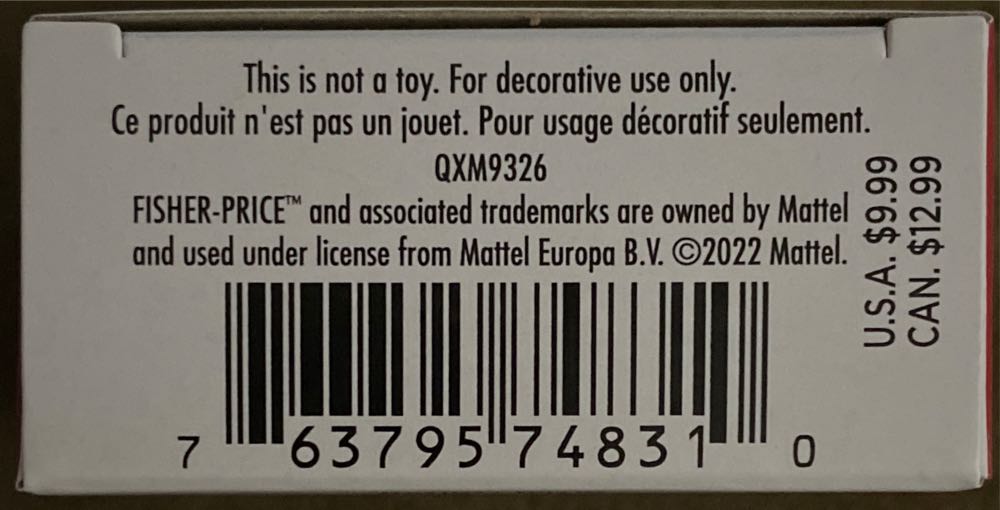 This is not a toy. For decorative use only.
Ce produit n'est pas un jouet. Pour usage décoratif seulement.
QXM9326
FISHER-PRICE™ and associated trademarks are owned by Mattel
and used under license from Mattel Europa B.V. ©2022 Mattel.
U.S.A. $9.99
CAN. $12.99
7 63795 74831 0